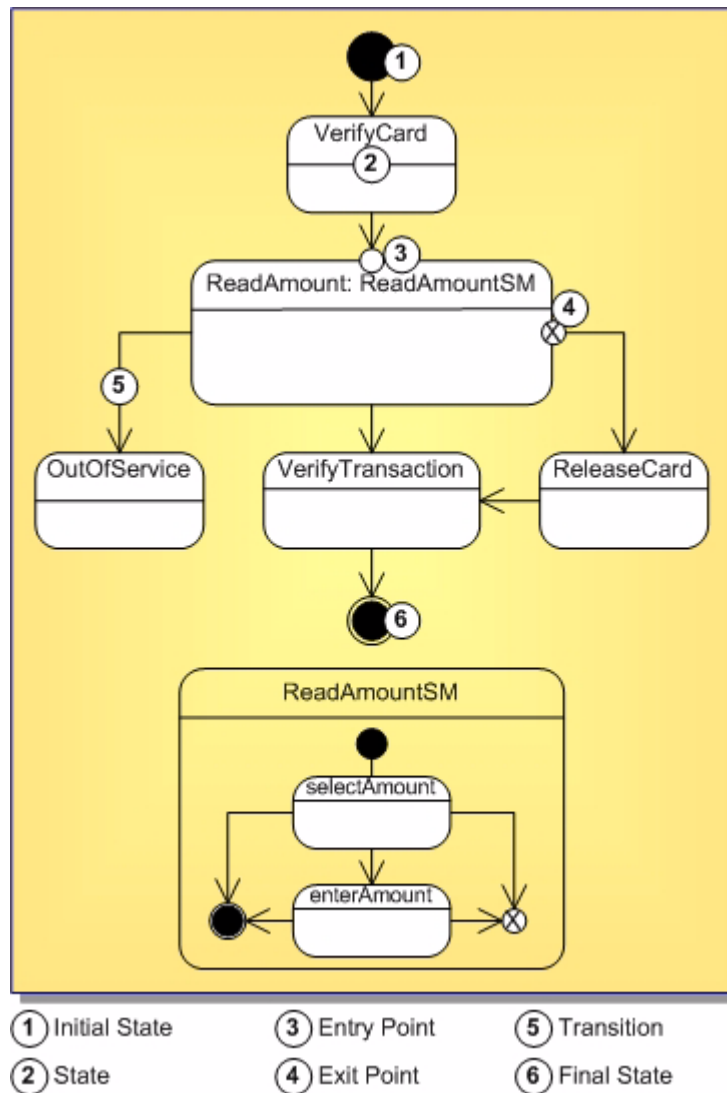 1
VerifyCard
2
3
ReadAmount: ReadAmountSM
4
X
5
OutOfService
VerifyTransaction
ReleaseCard
6
ReadAmountSM
selectAmount
enterAmount
X
1 Initial State
3 Entry Point
5 Transition
2 State
4 Exit Point
6 Final State